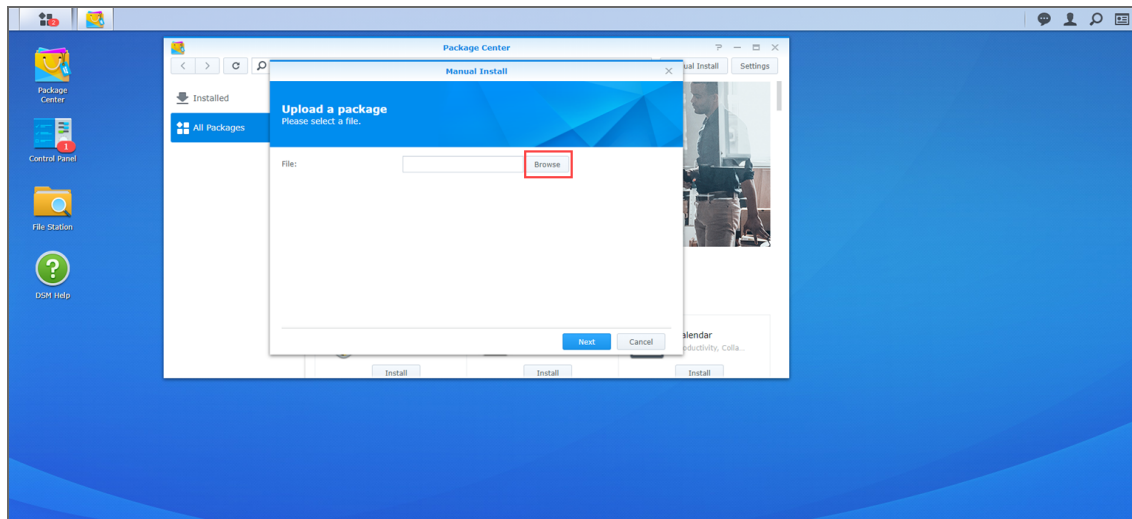 2
Package Center
Package
Center
ual Install
Settings
Manual Install
Installed
All Packages
Upload a package
Please select a file.
1
Control Panel
File:
Browse
File Station
?
DSM Help
Next
Cancel
alendar
oductivity, Colla...
Install
Install
Install